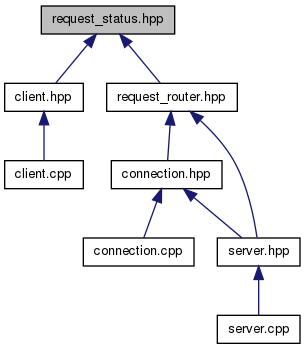 request_status.hpp
client.hpp
request_router.hpp
client.cpp
connection.hpp
connection.cpp
server.hpp
server.cpp